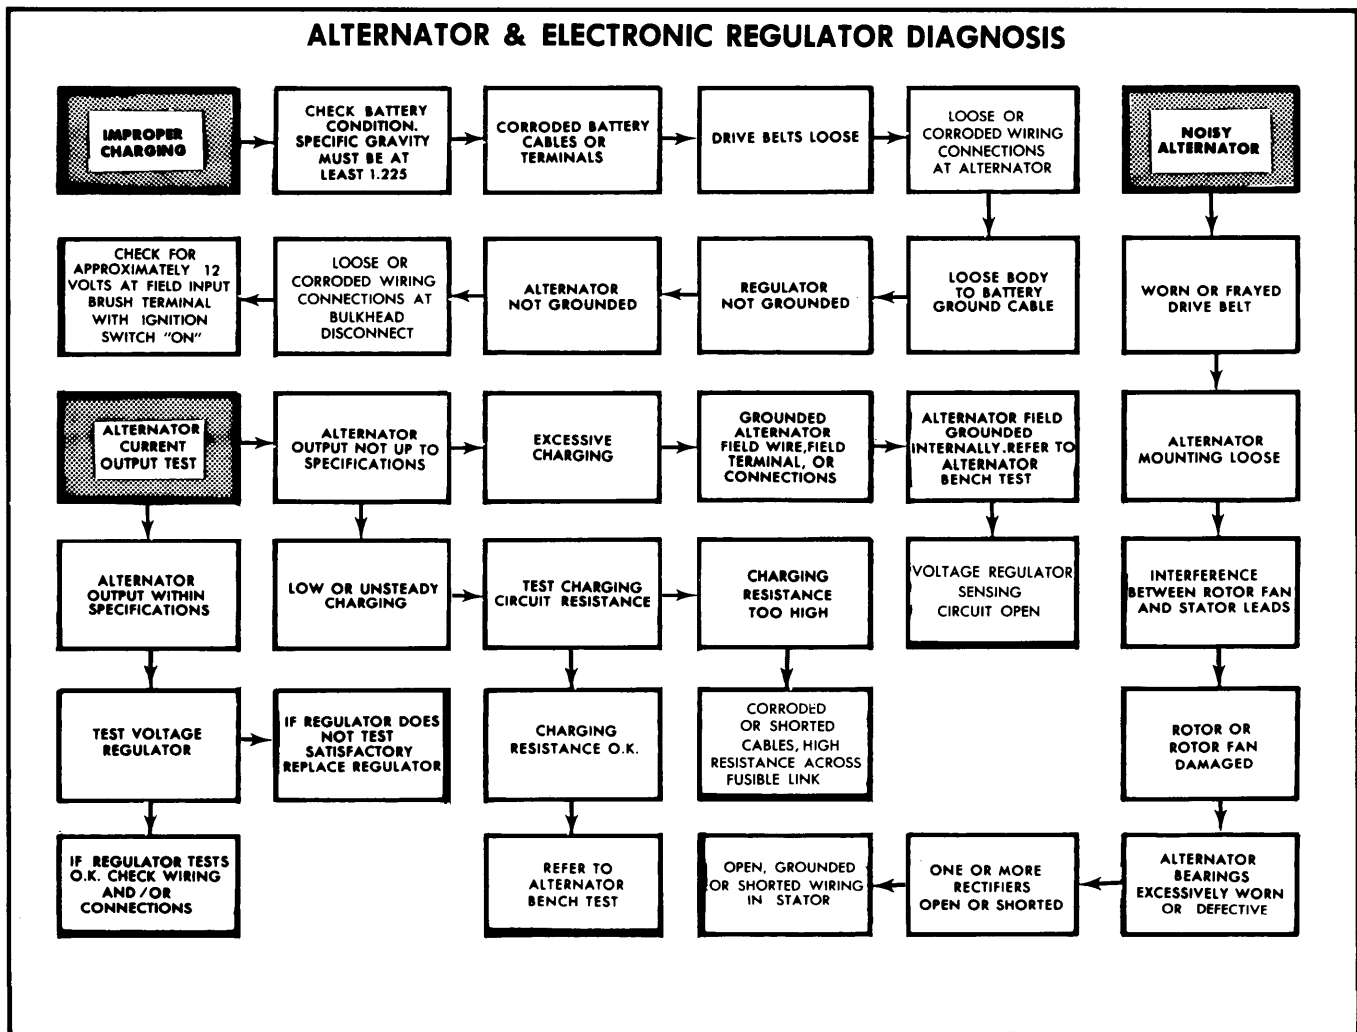 ALTERNATOR & ELECTRONIC REGULATOR DIAGNOSIS
IMPROPER
CHARGING
CHECK BATTERY
CONDITION.
SPECIFIC GRAVITY
MUST BE AT
LEAST 1.225
CORRODED BATTERY
CABLES OR
TERMINALS
DRIVE BELTS LOOSE
LOOSE OR
CORRODED WIRING
CONNECTIONS
AT ALTERNATOR
NOISY
ALTERNATOR
CHECK FOR
APPROXIMATELY 12
VOLTS AT FIELD INPUT
BRUSH TERMINAL
WITH IGNITION
SWITCH "ON"
LOOSE OR
CORRODED WIRING
CONNECTIONS AT
BULKHEAD
DISCONNECT
ALTERNATOR
NOT GROUNDED
REGULATOR
NOT GROUNDED
LOOSE BODY
TO BATTERY
GROUND CABLE
WORN OR FRAYED
DRIVE BELT
ALTERNATOR
CURRENT
OUTPUT TEST
ALTERNATOR
OUTPUT NOT UP TO
SPECIFICATIONS
EXCESSIVE
CHARGING
GROUNDED
ALTERNATOR
FIELD WIRE,FIELD
TERMINAL, OR
CONNECTIONS
ALTERNATOR FIELD
GROUNDED
INTERNALLY.REFER TO
ALTERNATOR
BENCH TEST
ALTERNATOR
MOUNTING LOOSE
ALTERNATOR
OUTPUT WITHIN
SPECIFICATIONS
LOW OR UNSTEADY
CHARGING
TEST CHARGING
CIRCUIT RESISTANCE
CHARGING
RESISTANCE
TOO HIGH
VOLTAGE REGULATOR
SENSING
CIRCUIT OPEN
INTERFERENCE
BETWEEN ROTOR FAN
AND STATOR LEADS
TEST VOLTAGE
REGULATOR
IF REGULATOR DOES
NOT TEST
SATISFACTORY
REPLACE REGULATOR
CHARGING
RESISTANCE O.K.
CORRODED
OR SHORTED
CABLES, HIGH
RESISTANCE ACROSS
FUSIBLE LINK
ROTOR OR
ROTOR FAN
DAMAGED
IF REGULATOR TESTS
O.K. CHECK WIRING
AND/OR
CONNECTIONS
REFER TO
ALTERNATOR
BENCH TEST
OPEN, GROUNDED
OR SHORTED WIRING
IN STATOR
ONE OR MORE
RECTIFIERS
OPEN OR SHORTED
ALTERNATOR
BEARINGS
EXCESSIVELY WORN
OR DEFECTIVE